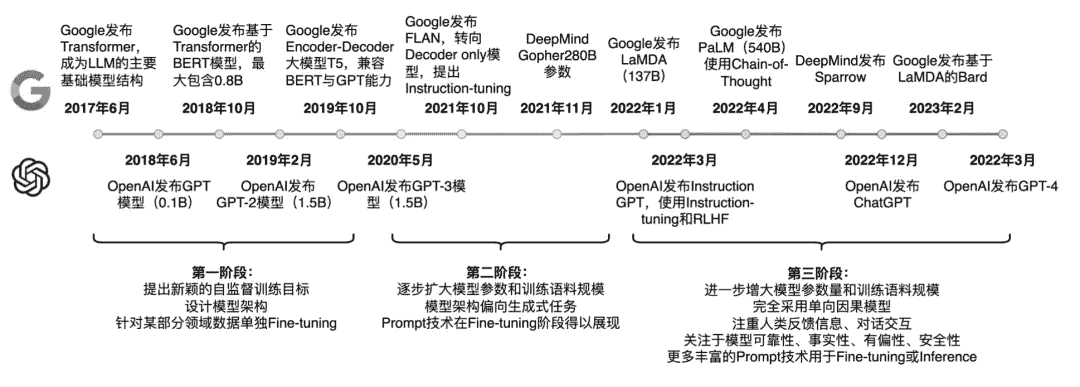 Google发布
Transformer,
成为LLM的主要
基础模型结构
2017年6月
Google发布基于
Transformer的
BERT模型，最
大包含0.8B
2018年10月
Google发布
Encoder-Decoder
大模型T5，兼容
BERT与GPT能力
2019年10月
Google发布
FLAN，转向
Decoder only模
型，提出
Instruction-tuning
2021年10月
DeepMind
Gopher280B
参数
2021年11月
Google发布
LaMDA
(137B)
2022年1月
Google发布
PaLM（540B）
使用Chain-of-
Thought
2022年4月
DeepMind发布
Sparrow
2022年9月
Google发布基于
LaMDA的Bard
2023年2月
2018年6月
OpenAI发布GPT
模型（0.1B）
2019年2月
OpenAI发布
GPT-2模型（1.5B）
2020年5月
OpenAI发布GPT-3模
型（1.5B）
2022年3月
OpenAI发布Instruction
GPT，使用Instruction-
tuning和RLHF
2022年12月
OpenAI发布
ChatGPT
2022年3月
OpenAI发布GPT-4
第一阶段：
提出新颖的自监督训练目标
设计模型架构
针对某部分领域数据单独Fine-tuning
第二阶段：
逐步扩大模型参数和训练语料规模
模型架构偏向生成式任务
Prompt技术在Fine-tuning阶段得以展现
第三阶段：
进一步增大模型参数量和训练语料规模
完全采用单向因果模型
注重人类反馈信息、对话交互
关注于模型可靠性、事实性、有偏性、安全性
更多丰富的Prompt技术用于Fine-tuning或Inference